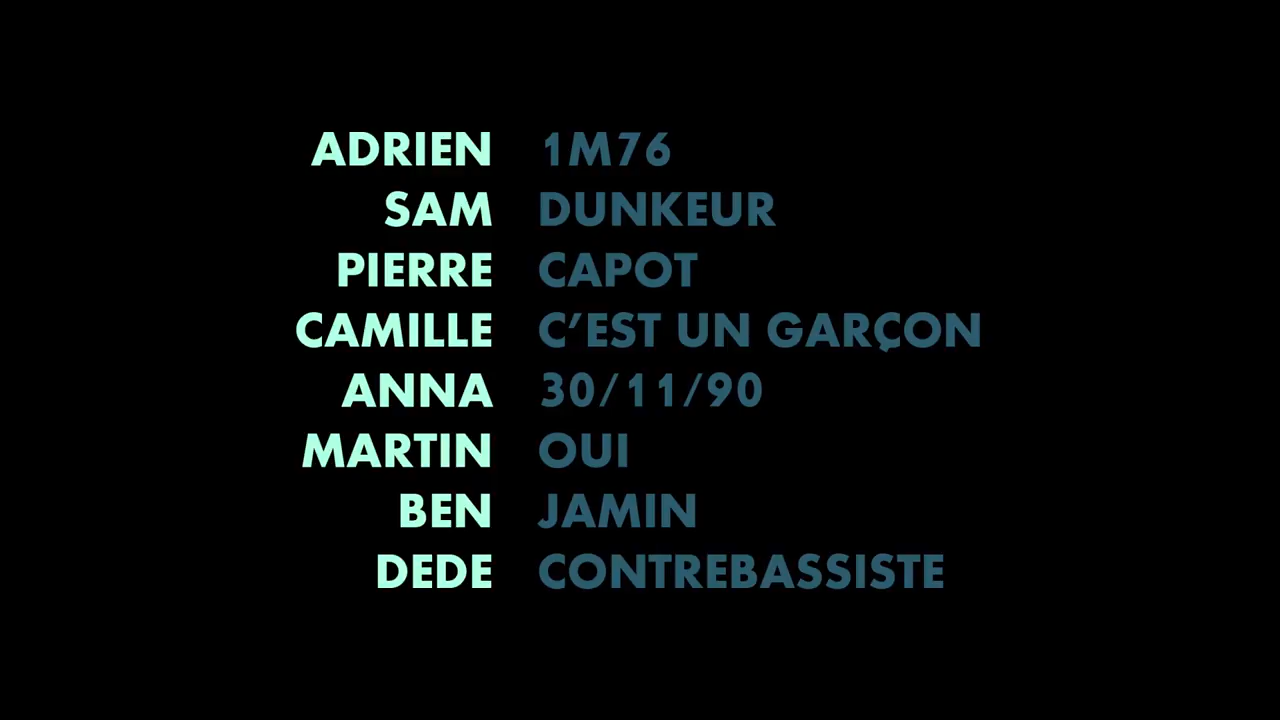 ADRIEN 1M76
SAM DUNKEUR
PIERRE CAPOT
CAMILLE C’EST UN GARÇON
ANNA 30/11/90
MARTIN OUI
BEN JAMIN
DEDE CONTREBASSISTE